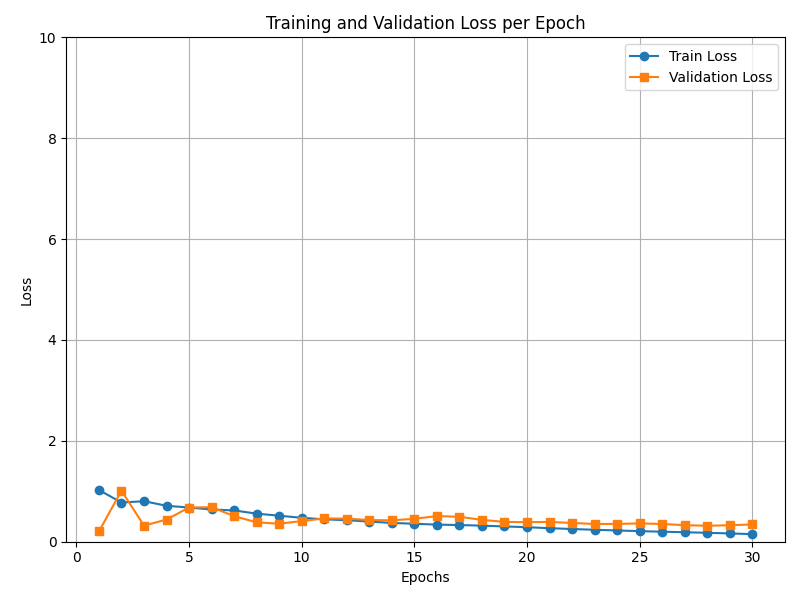 Training and Validation Loss per Epoch
Train Loss
Validation Loss
10
8
6
4
2
0
Loss
0 5 10 15 20 25 30
Epochs